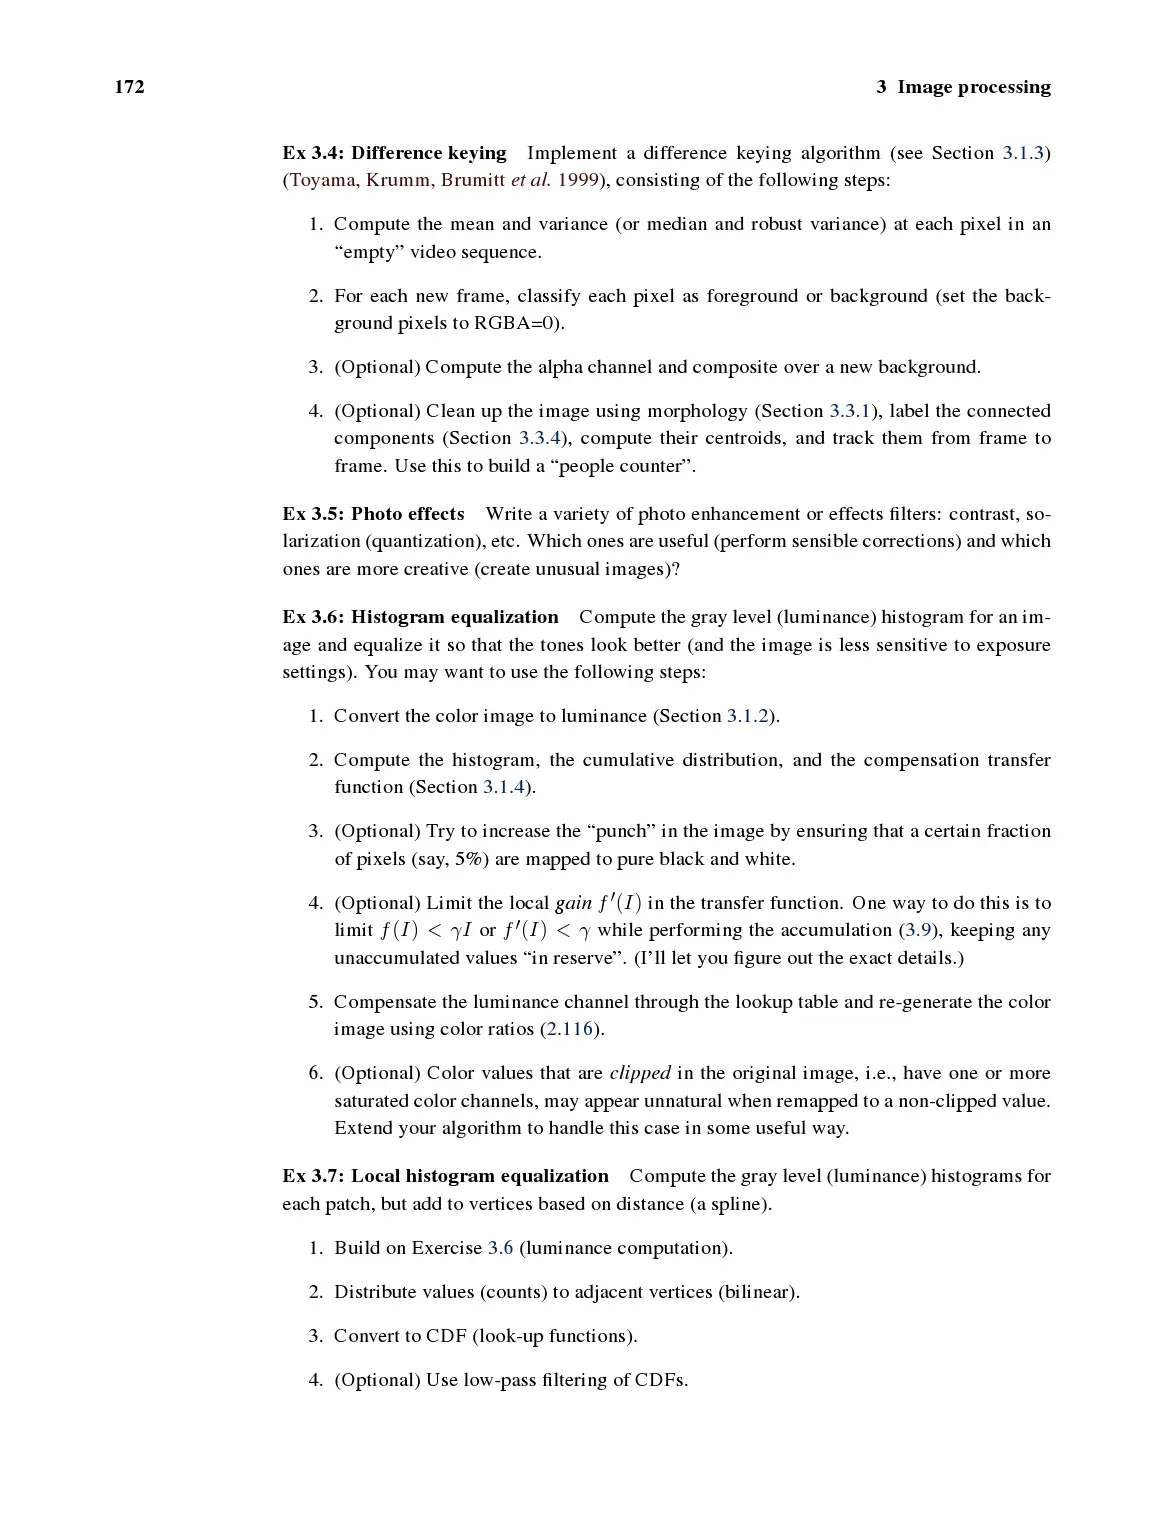 172 3 Image processing
Ex 3.4: Difference keying Implement a difference keying algorithm (see Section 3.1.3)
(Toyama, Krumm, Brumitt et al. 1999), consisting of the following steps:
1. Compute the mean and variance (or median and robust variance) at each pixel in an
“empty” video sequence.
2. For each new frame, classify each pixel as foreground or background (set the back-
ground pixels to RGBA=0).
3. (Optional) Compute the alpha channel and composite over a new background.
4. (Optional) Clean up the image using morphology (Section 3.3.1), label the connected
components (Section 3.3.4), compute their centroids, and track them from frame to
frame. Use this to build a “people counter”.
Ex 3.5: Photo effects Write a variety of photo enhancement or effects filters: contrast, so-
larization (quantization), etc. Which ones are useful (perform sensible corrections) and which
ones are more creative (create unusual images)?
Ex 3.6: Histogram equalization Compute the gray level (luminance) histogram for an im-
age and equalize it so that the tones look better (and the image is less sensitive to exposure
settings). You may want to use the following steps:
1. Convert the color image to luminance (Section 3.1.2).
2. Compute the histogram, the cumulative distribution, and the compensation transfer
function (Section 3.1.4).
3. (Optional) Try to increase the “punch” in the image by ensuring that a certain fraction
of pixels (say, 5%) are mapped to pure black and white.
4. (Optional) Limit the local gain f′(I) in the transfer function. One way to do this is to
limit f(I) < γI or f′(I) < γ while performing the accumulation (3.9), keeping any
unaccumulated values “in reserve”. (I’ll let you figure out the exact details.)
5. Compensate the luminance channel through the lookup table and re-generate the color
image using color ratios (2.116).
6. (Optional) Color values that are clipped in the original image, i.e., have one or more
saturated color channels, may appear unnatural when remapped to a non-clipped value.
Extend your algorithm to handle this case in some useful way.
Ex 3.7: Local histogram equalization Compute the gray level (luminance) histograms for
each patch, but add to vertices based on distance (a spline).
1. Build on Exercise 3.6 (luminance computation).
2. Distribute values (counts) to adjacent vertices (bilinear).
3. Convert to CDF (look-up functions).
4. (Optional) Use low-pass filtering of CDFs.